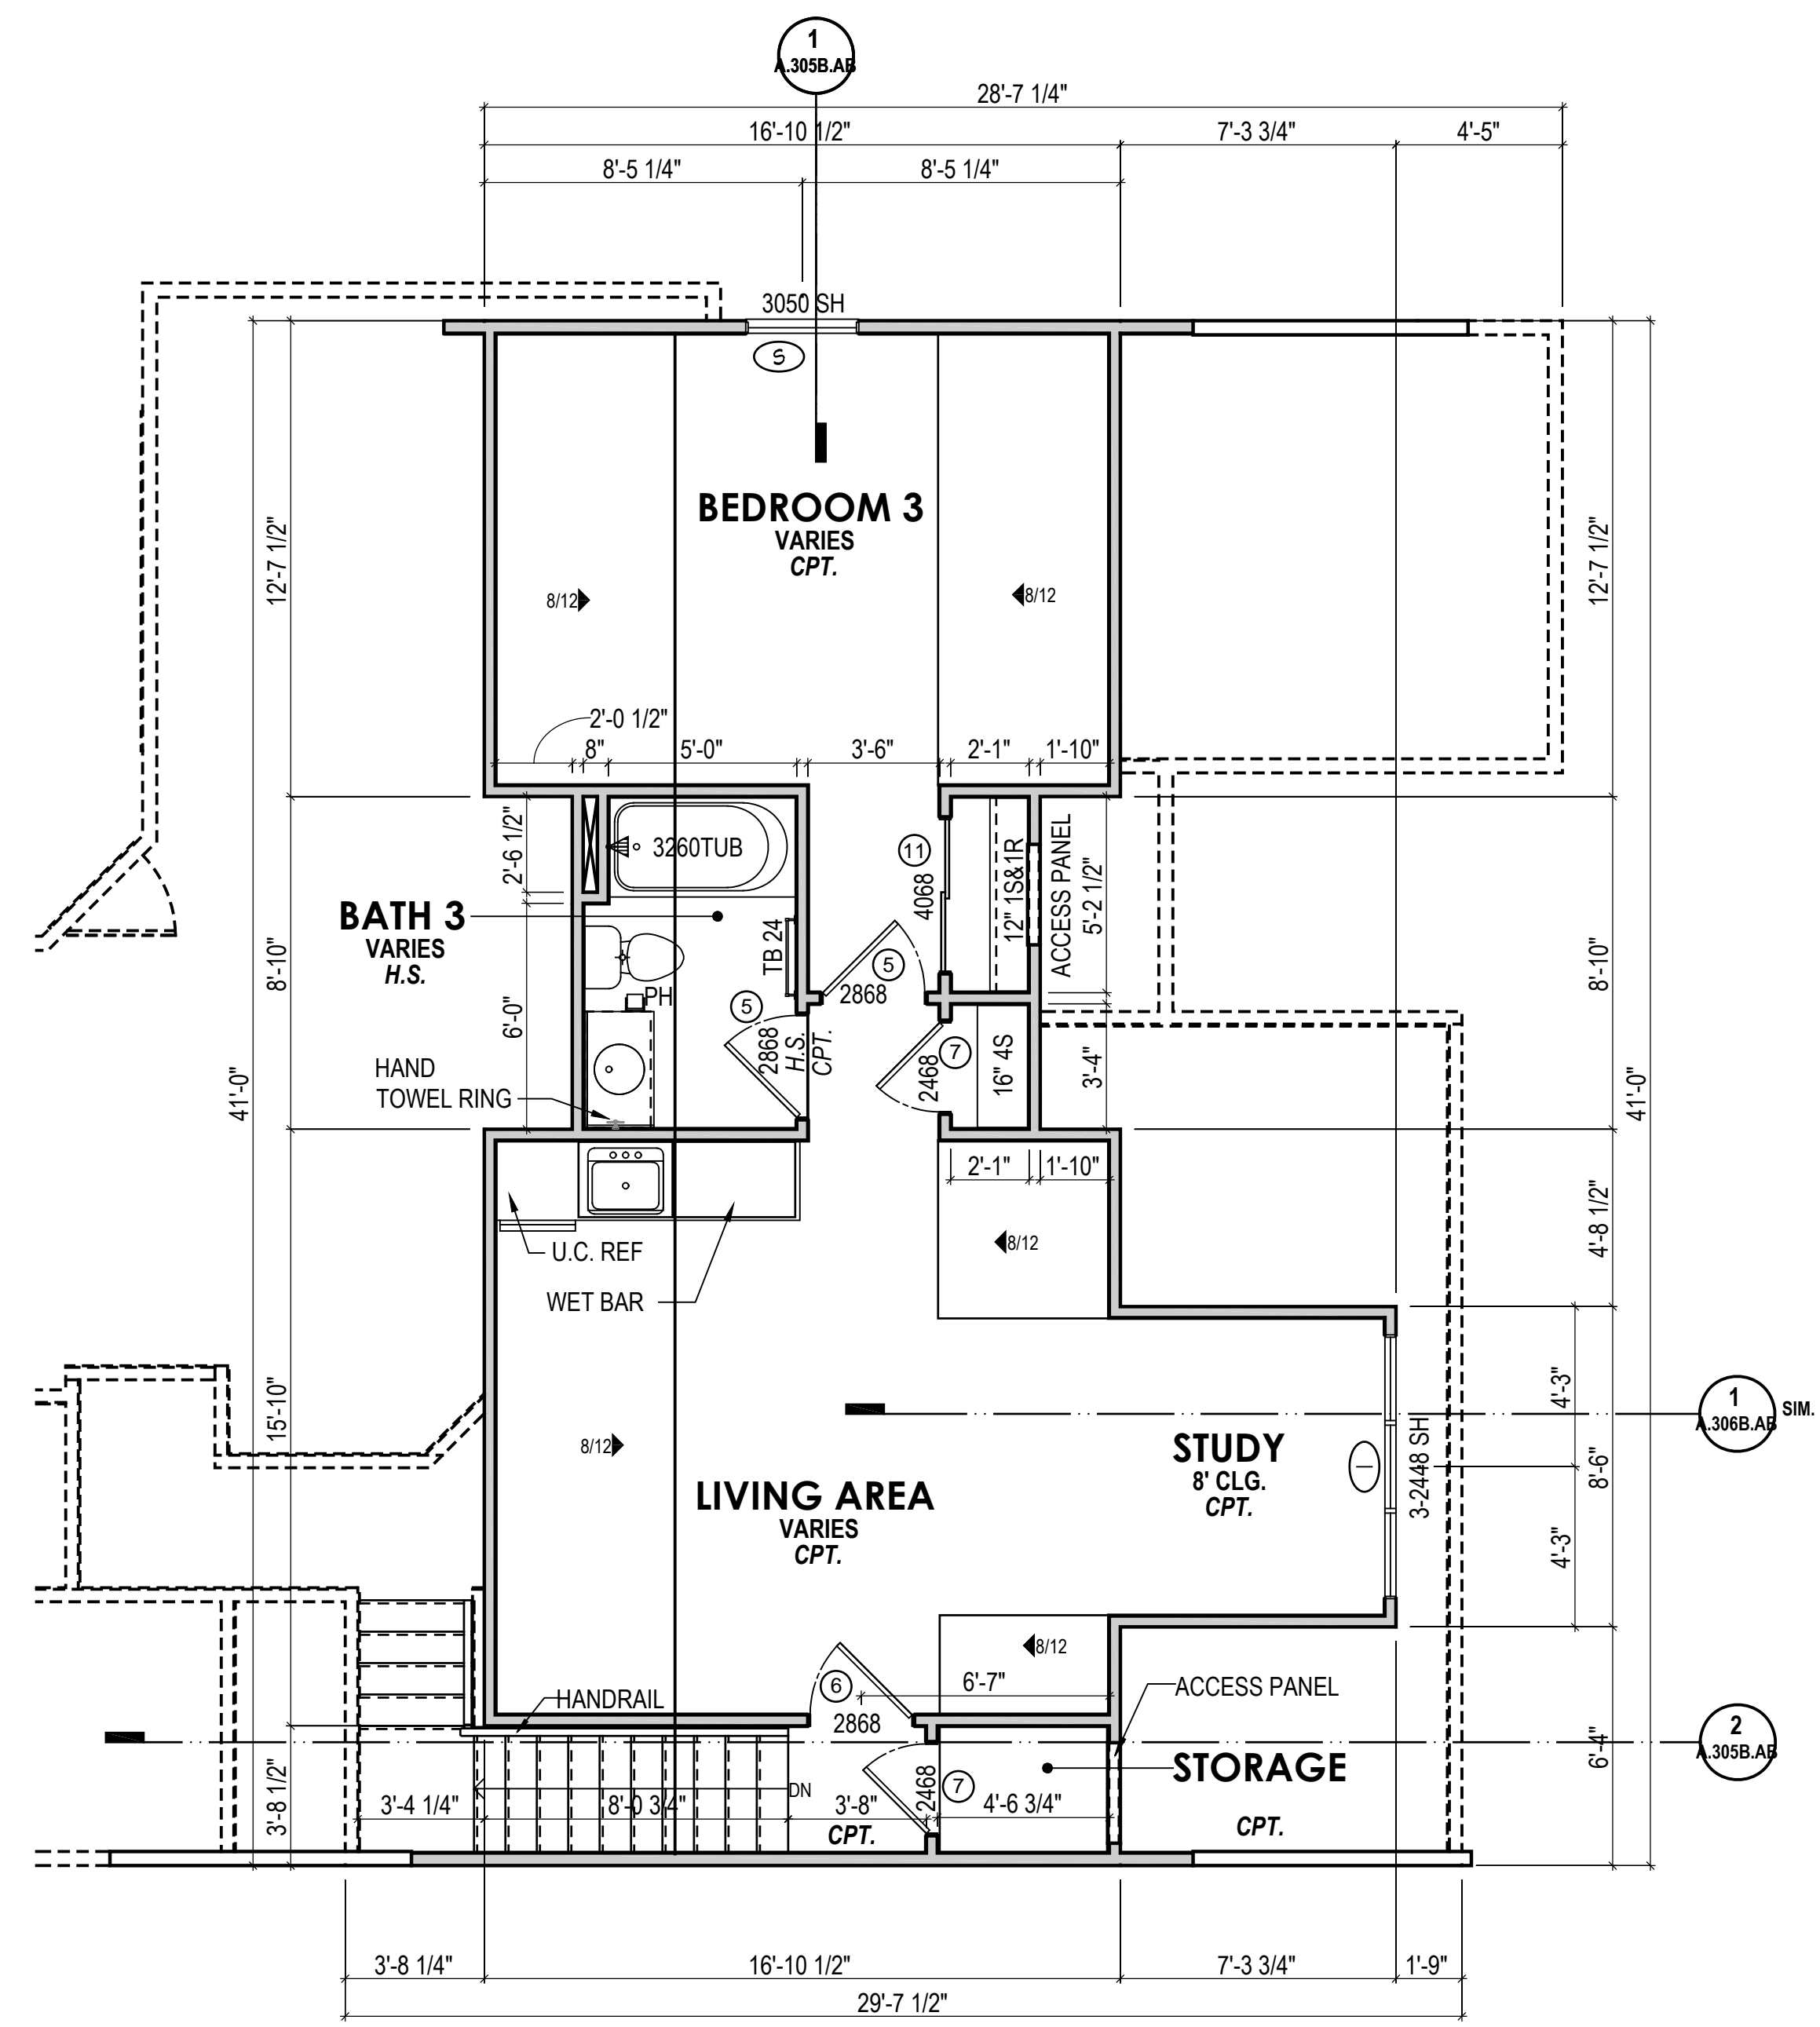 1
A.305B.AB
28'-7 1/4"
16'-10 1/2"
7'-3 3/4"
4'-5"
8'-5 1/4"
8'-5 1/4"
3050 SH
S
BEDROOM 3
VARIES
CPT.
12'-7 1/2"
12'-7 1/2"
8/12
8/12
2'-0 1/2"
8"
5'-0"
3'-6"
2'-1"
1'-10"
2'-6 1/2"
3260TUB
11
4068
12" 1S&1R
ACCESS PANEL
5'-2 1/2"
BATH 3
VARIES
H.S.
8'-10"
8'-10"
TB 24
5
2868
PH
5
2868
H.S.
CPT.
6'-0"
7
2468
16" 4S
3'-4"
HAND
TOWEL RING
41'-0"
41'-0"
2'-1"
1'-10"
4'-8 1/2"
8/12
U.C. REF
WET BAR
15'-10"
4'-3"
1
A.306B.AB
SIM.
8/12
STUDY
8' CLG.
CPT.
3-2448 SH
8'-6"
LIVING AREA
VARIES
CPT.
4'-3"
8/12
6'-7"
6
2868
HANDRAIL
ACCESS PANEL
2
A.305B.AB
6'-4"
STORAGE
CPT.
3'-8 1/2"
DN
3'-4 1/4"
8'-0 3/4"
3'-8"
CPT.
2468
7
4'-6 3/4"
3'-8 1/4"
16'-10 1/2"
7'-3 3/4"
1'-9"
29'-7 1/2"